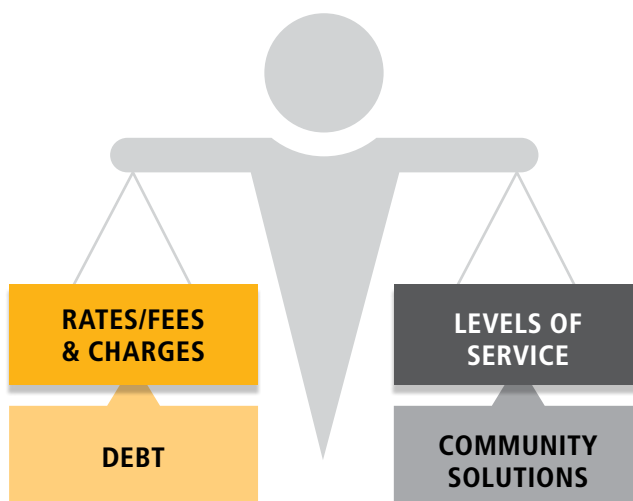 RATES/FEES
& CHARGES
DEBT
LEVELS OF
SERVICE
COMMUNITY
SOLUTIONS